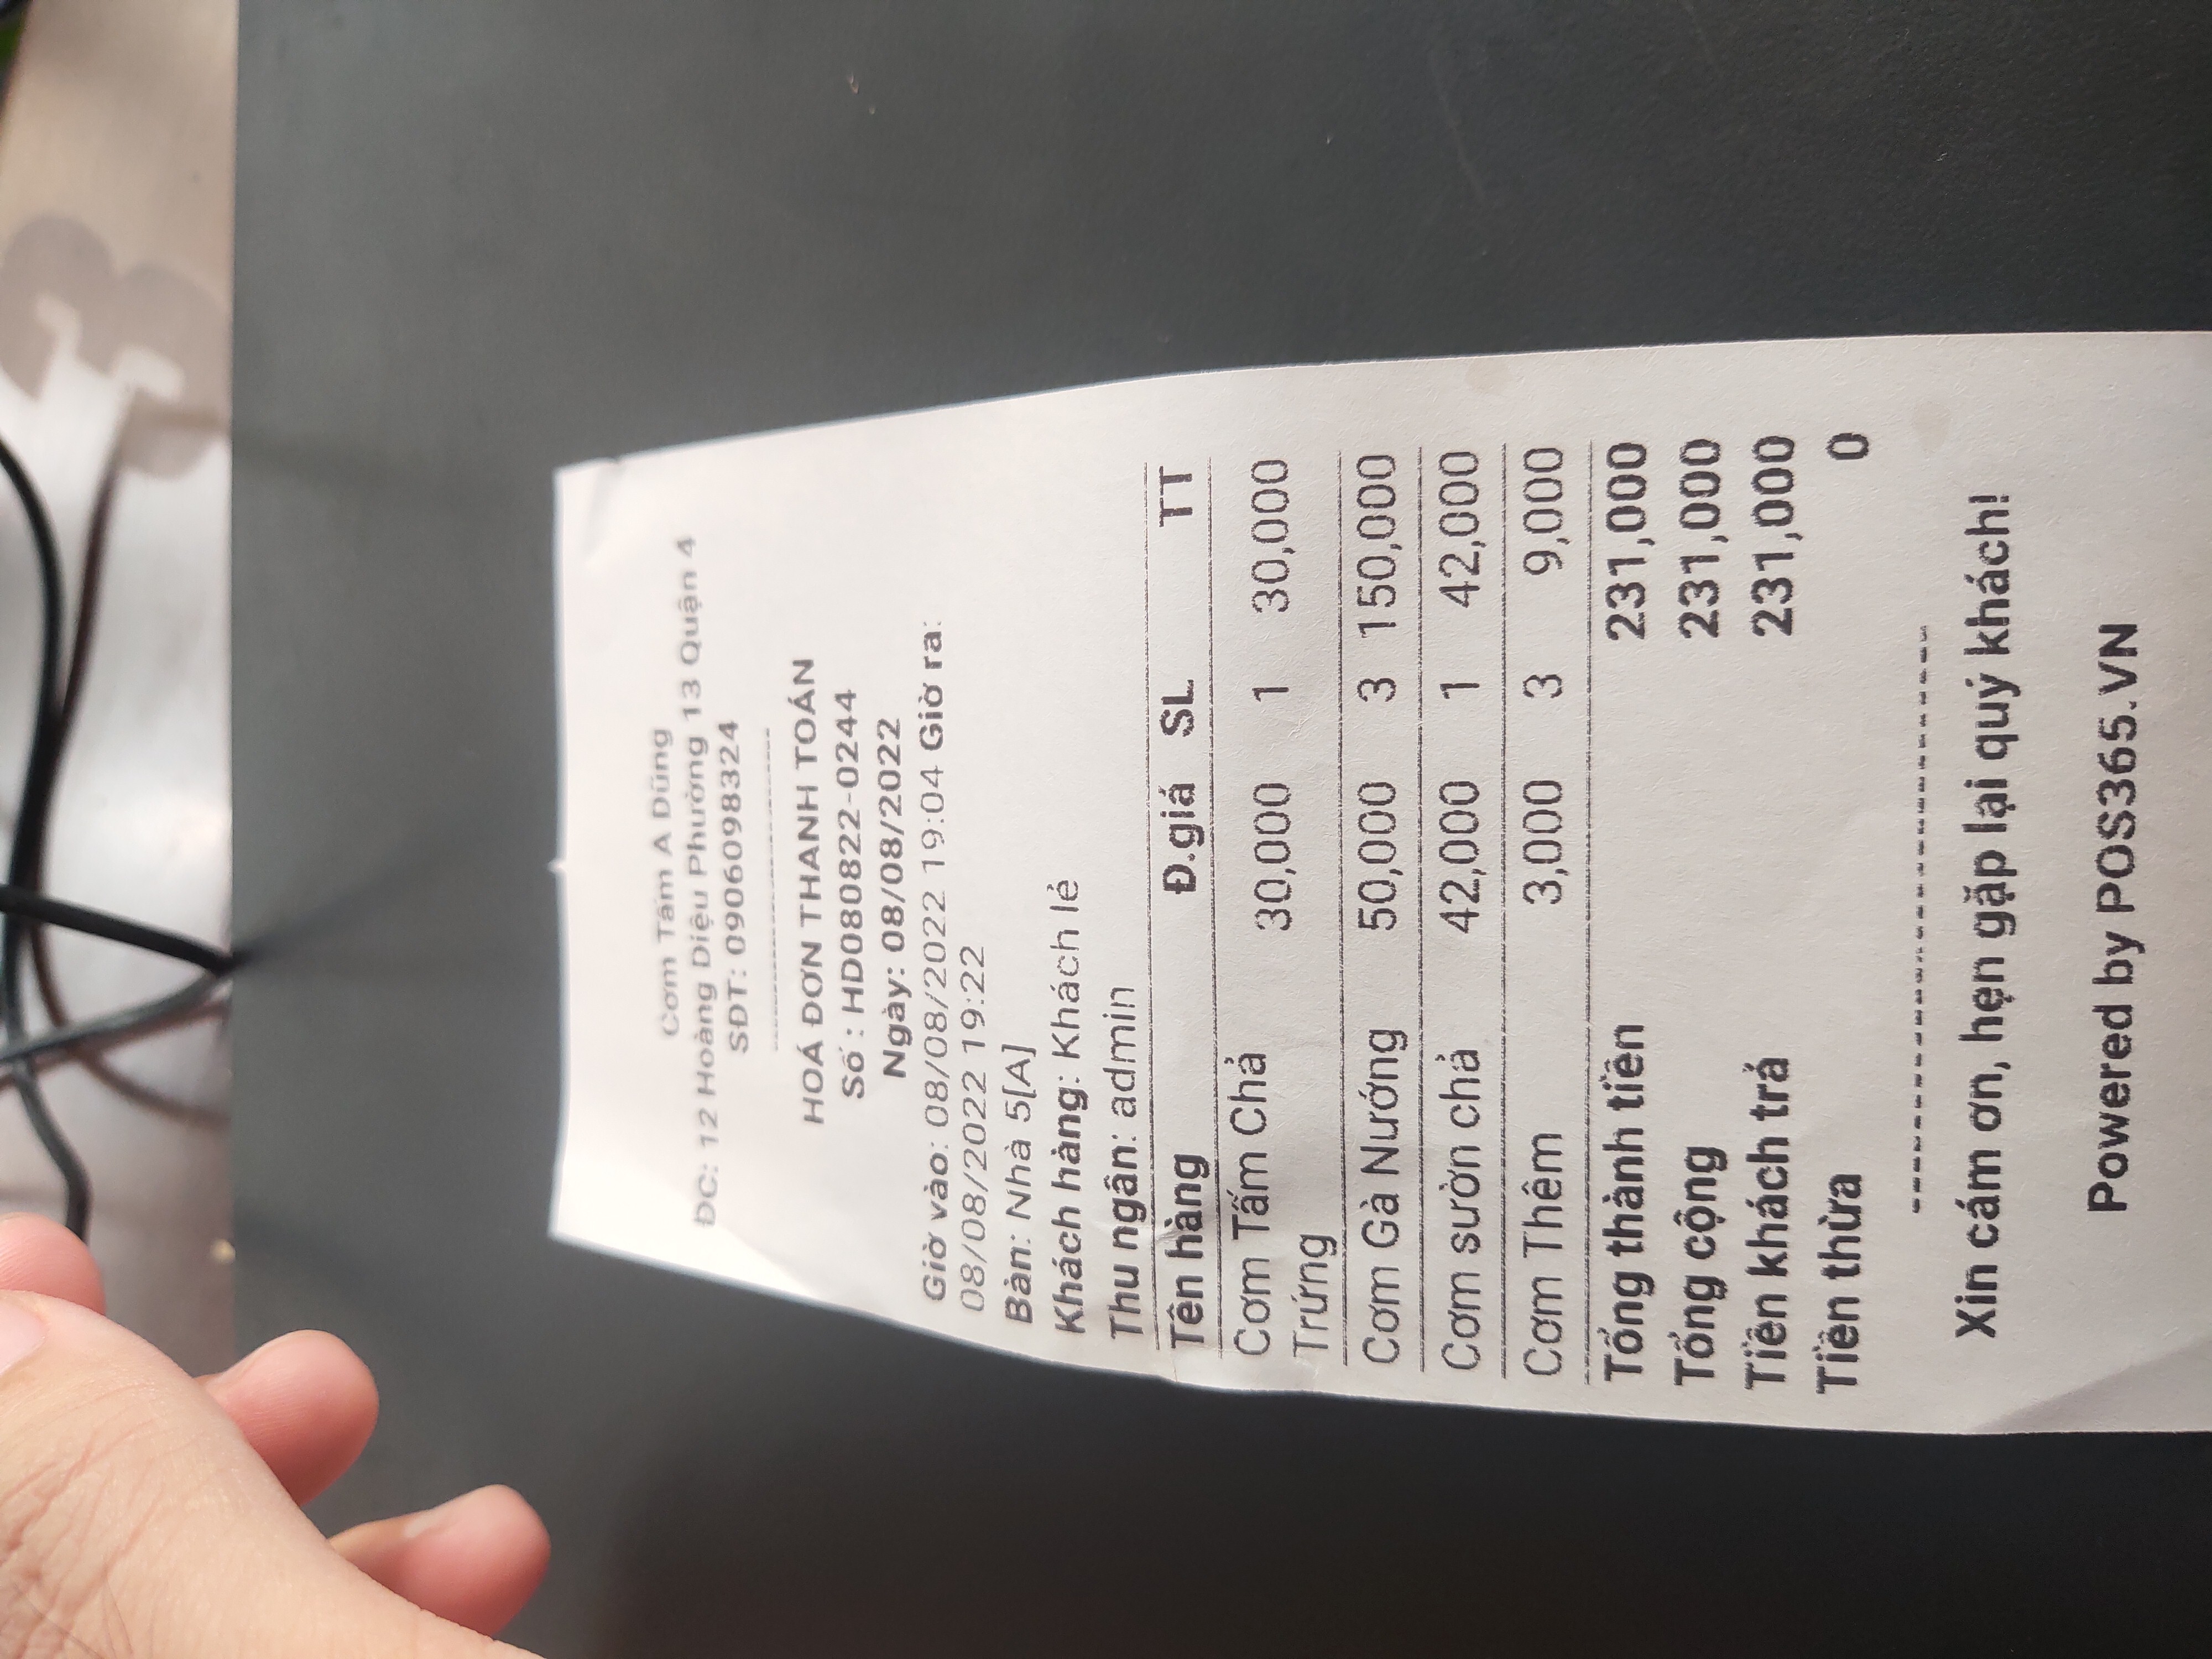 Cơm Tấm A Dũng
ĐC: 12 Hoàng Diệu Phường 13 Quận 4
SĐT: 0906098324
HOÁ ĐƠN THANH TOÁN
Số : HD080822-0244
Ngày: 08/08/2022
Giờ vào: 08/08/2022 19:04 Giờ ra:
08/08/2022 19:22
Bàn: Nhà 5[A]
Khách hàng: Khách lẻ
Thu ngân: admin
Tên hàng Đ.giá SL TT
Cơm Tấm Chả 30,000 1 30,000
Trứng
Cơm Gà Nướng 50,000 3 150,000
Cơm sườn chả 42,000 1 42,000
Cơm Thêm 3,000 3 9,000
Tổng thành tiền 231,000
Tổng cộng 231,000
Tiền khách trả 231,000
Tiền thừa 0
Xin cám ơn, hẹn gặp lại quý khách!
Powered by POS365.VN